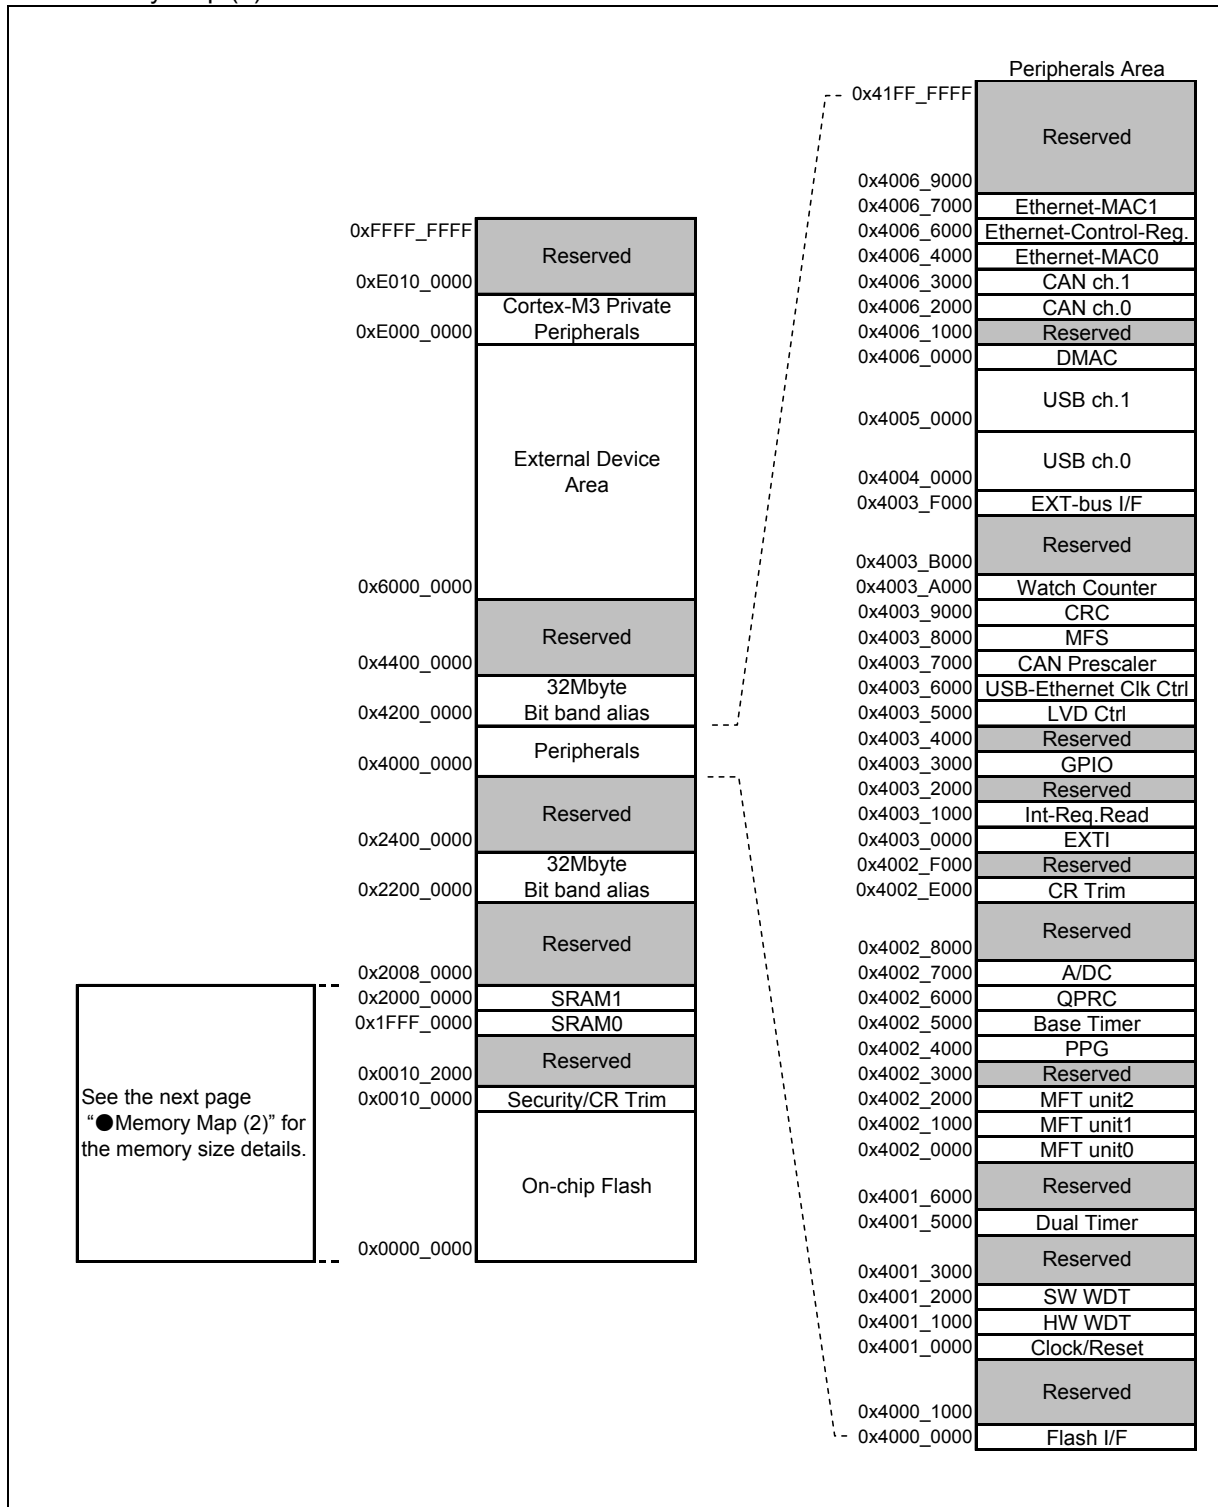 Peripherals Area
0x41FF_FFFF
Reserved
0x4006_9000
0x4006_7000 Ethernet-MAC1
0x4006_6000 Ethernet-Control-Reg.
0x4006_4000 Ethernet-MAC0
0x4006_3000 CAN ch.1
0x4006_2000 CAN ch.0
0x4006_1000 Reserved
0x4006_0000 DMAC
USB ch.1
0x4005_0000
USB ch.0
0x4004_0000
0x4003_F000 EXT-bus I/F
Reserved
0x4003_B000
0x4003_A000 Watch Counter
0x4003_9000 CRC
0x4003_8000 MFS
0x4003_7000 CAN Prescaler
0x4003_6000 USB-Ethernet Clk Ctrl
0x4003_5000 LVD Ctrl
0x4003_4000 Reserved
0x4003_3000 GPIO
0x4003_2000 Reserved
0x4003_1000 Int-Req.Read
0x4003_0000 EXTI
0x4002_F000 Reserved
0x4002_E000 CR Trim
Reserved
0x4002_8000
0x4002_7000 A/DC
0x4002_6000 QPRC
0x4002_5000 Base Timer
0x4002_4000 PPG
0x4002_3000 Reserved
0x4002_2000 MFT unit2
0x4002_1000 MFT unit1
0x4002_0000 MFT unit0
Reserved
0x4001_6000
0x4001_5000 Dual Timer
Reserved
0x4001_3000
0x4001_2000 SW WDT
0x4001_1000 HW WDT
0x4001_0000 Clock/Reset
Reserved
0x4000_1000
0x4000_0000 Flash I/F
0xFFFF_FFFF
Reserved
0xE010_0000
Cortex-M3 Private
0xE000_0000 Peripherals
External Device
Area
0x6000_0000
Reserved
0x4400_0000
32Mbyte
0x4200_0000 Bit band alias
Peripherals
0x4000_0000
Reserved
0x2400_0000
32Mbyte
0x2200_0000 Bit band alias
Reserved
0x2008_0000
0x2000_0000 SRAM1
0x1FFF_0000 SRAM0
Reserved
0x0010_2000
0x0010_0000 Security/CR Trim
On-chip Flash
0x0000_0000
See the next page
“●Memory Map (2)” for
the memory size details.